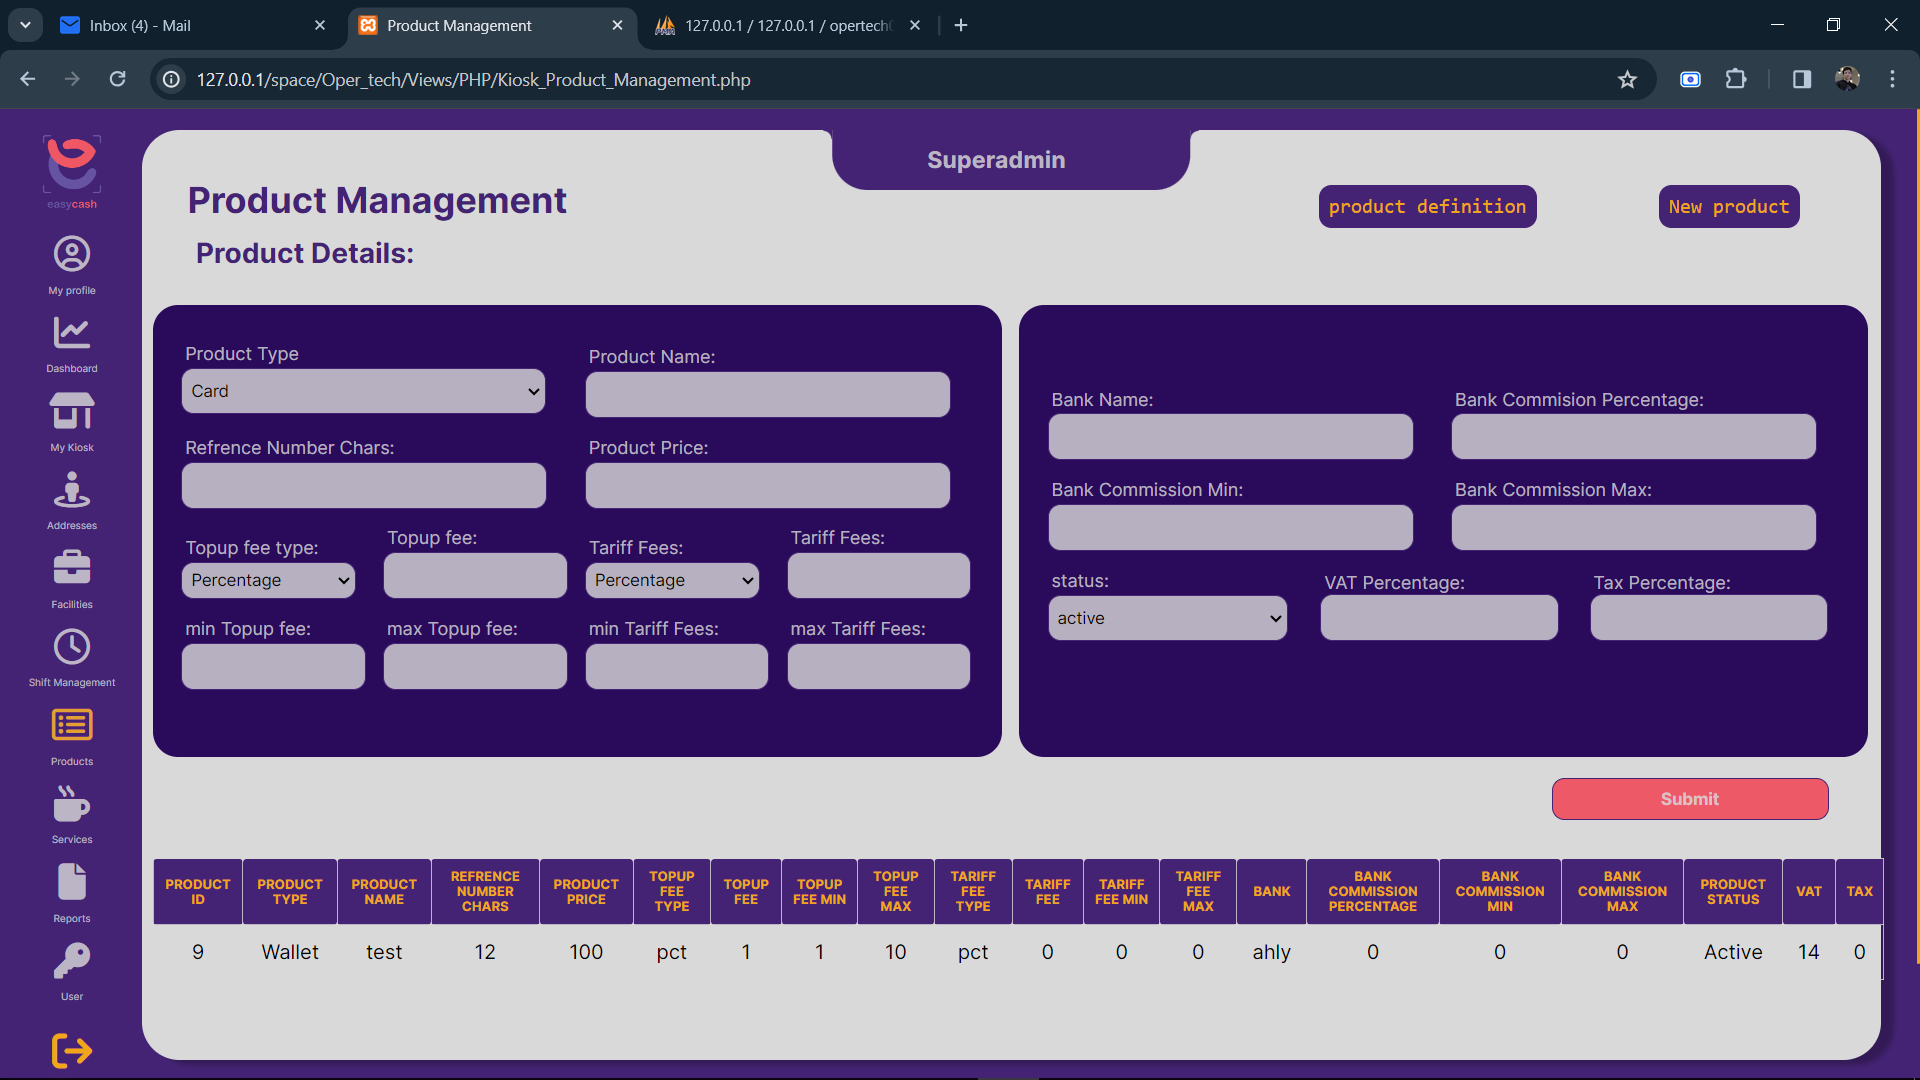 Inbox (4) - Mail
Product Management
127.0.0.1 / 127.0.0.1 / opertech
127.0.0.1/space/Oper_tech/Views/PHP/Kiosk_Product_Management.php
easycash
My profile
Dashboard
My Kiosk
Addresses
Facilities
Shift Management
Products
Services
Reports
User
Superadmin
Product Management
product definition
New product
Product Details:
Product Type
Card
Product Name:
Refrence Number Chars:
Product Price:
Topup fee type:
Percentage
Topup fee:
Tariff Fees:
Percentage
Tariff Fees:
min Topup fee:
max Topup fee:
min Tariff Fees:
max Tariff Fees:
Bank Name:
Bank Commision Percentage:
Bank Commission Min:
Bank Commission Max:
status:
active
VAT Percentage:
Tax Percentage:
Submit
PRODUCT ID PRODUCT TYPE PRODUCT NAME REFRENCE NUMBER CHARS PRODUCT PRICE TOPUP FEE TYPE TOPUP FEE TOPUP FEE MIN TOPUP FEE MAX TARIFF FEE TYPE TARIFF FEE TARIFF FEE MIN TARIFF FEE MAX BANK BANK COMMISSION PERCENTAGE BANK COMMISSION MIN BANK COMMISSION MAX PRODUCT STATUS VAT TAX
9 Wallet test 12 100 pct 1 1 10 pct 0 0 0 ahly 0 0 0 Active 14 0